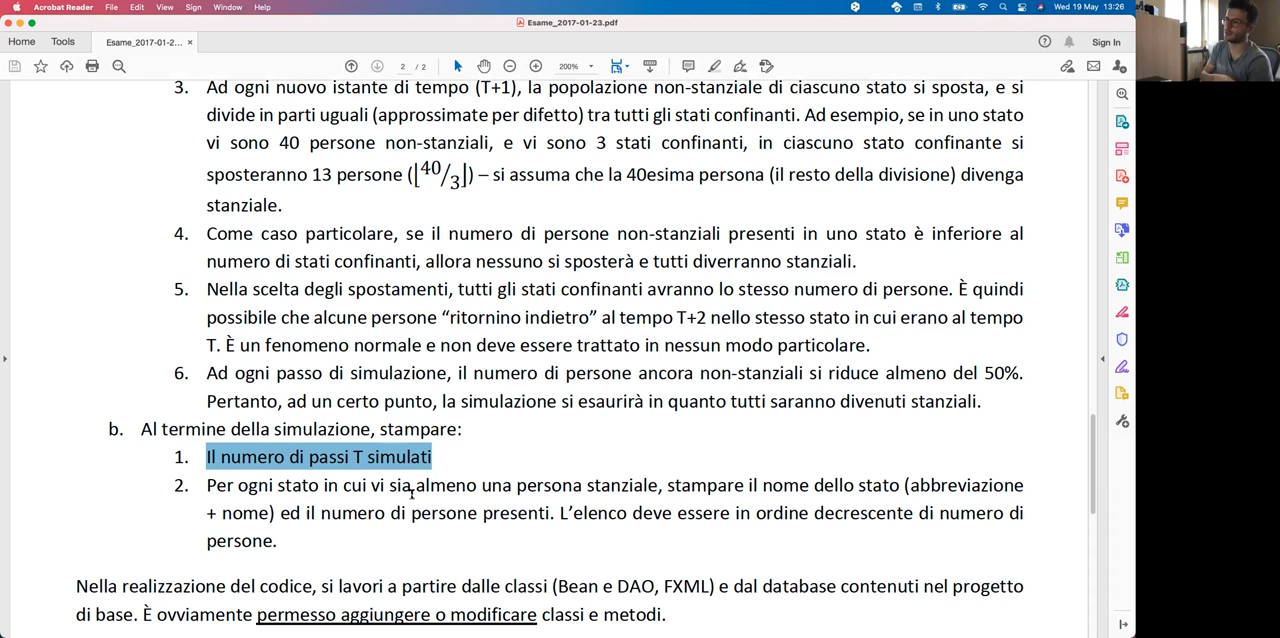 Acrobat Reader File Edit View Sign Window Help Wed 19 May 13:26
Esame_2017-01-23.pdf
Home Tools Esame_2017-01-2... × Sign In
2 / 2 200%
3. Ad ogni nuovo istante di tempo (T+1), la popolazione non-stanziale di ciascuno stato si sposta, e si
divide in parti uguali (approssimate per difetto) tra tutti gli stati confinanti. Ad esempio, se in uno stato
vi sono 40 persone non-stanziali, e vi sono 3 stati confinanti, in ciascuno stato confinante si
sposteranno 13 persone (⌊40/3⌋) – si assuma che la 40esima persona (il resto della divisione) divenga
stanziale.
4. Come caso particolare, se il numero di persone non-stanziali presenti in uno stato è inferiore al
numero di stati confinanti, allora nessuno si sposterà e tutti diverranno stanziali.
5. Nella scelta degli spostamenti, tutti gli stati confinanti avranno lo stesso numero di persone. È quindi
possibile che alcune persone “ritornino indietro” al tempo T+2 nello stesso stato in cui erano al tempo
T. È un fenomeno normale e non deve essere trattato in nessun modo particolare.
6. Ad ogni passo di simulazione, il numero di persone ancora non-stanziali si riduce almeno del 50%.
Pertanto, ad un certo punto, la simulazione si esaurirà in quanto tutti saranno divenuti stanziali.
b. Al termine della simulazione, stampare:
1. Il numero di passi T simulati
2. Per ogni stato in cui vi sia almeno una persona stanziale, stampare il nome dello stato (abbreviazione
+ nome) ed il numero di persone presenti. L’elenco deve essere in ordine decrescente di numero di
persone.
Nella realizzazione del codice, si lavori a partire dalle classi (Bean e DAO, FXML) e dal database contenuti nel progetto
di base. È ovviamente permesso aggiungere o modificare classi e metodi.